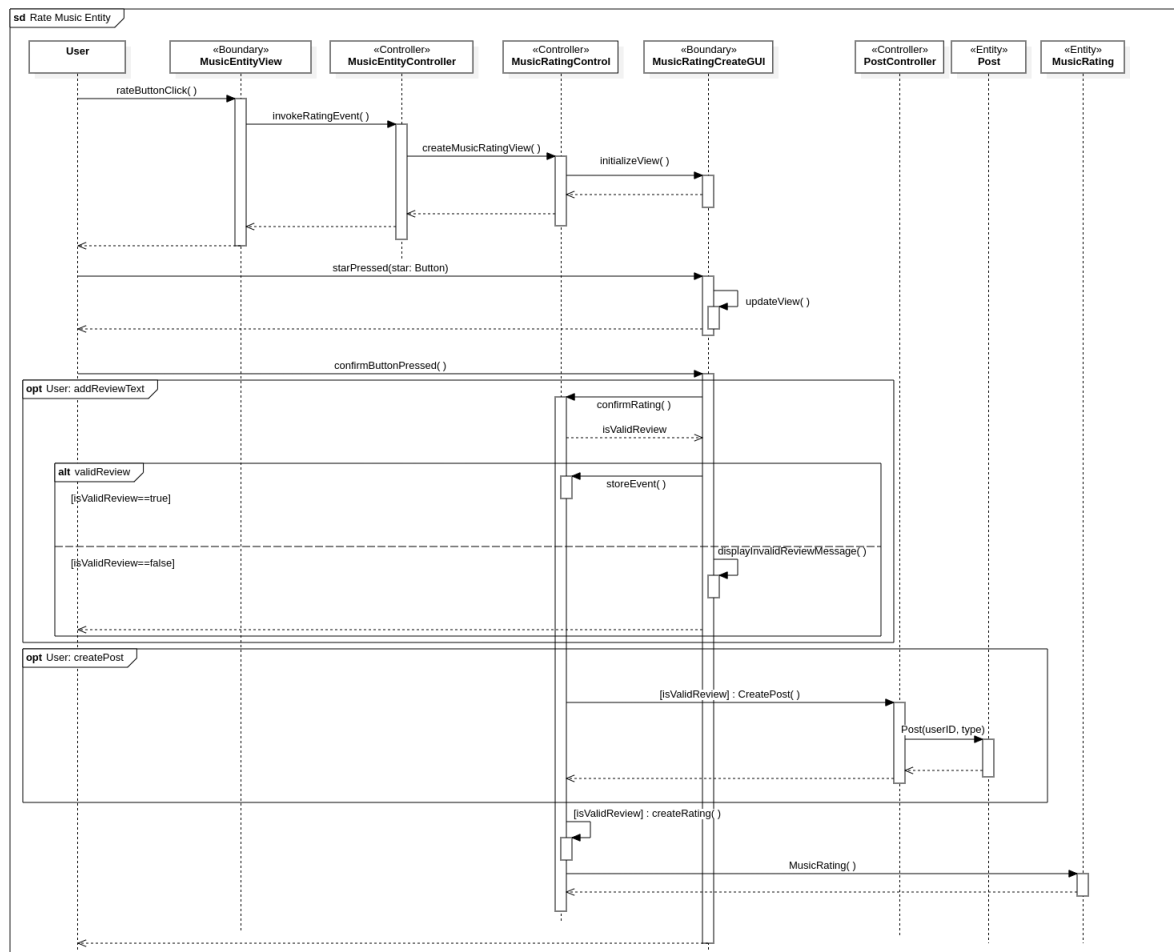 sd Rate Music Entity
User
«Boundary»
MusicEntityView
«Controller»
MusicEntityController
«Controller»
MusicRatingControl
«Boundary»
MusicRatingCreateGUI
«Controller»
PostController
«Entity»
Post
«Entity»
MusicRating
rateButtonClick( )
invokeRatingEvent( )
createMusicRatingView( )
initializeView( )
starPressed(star: Button)
updateView( )
confirmButtonPressed( )
opt User: addReviewText
confirmRating( )
isValidReview
alt validReview
storeEvent( )
[isValidReview==true]
displayInvalidReviewMessage( )
[isValidReview==false]
opt User: createPost
[isValidReview] : CreatePost( )
Post(userID, type)
[isValidReview] : createRating( )
MusicRating( )